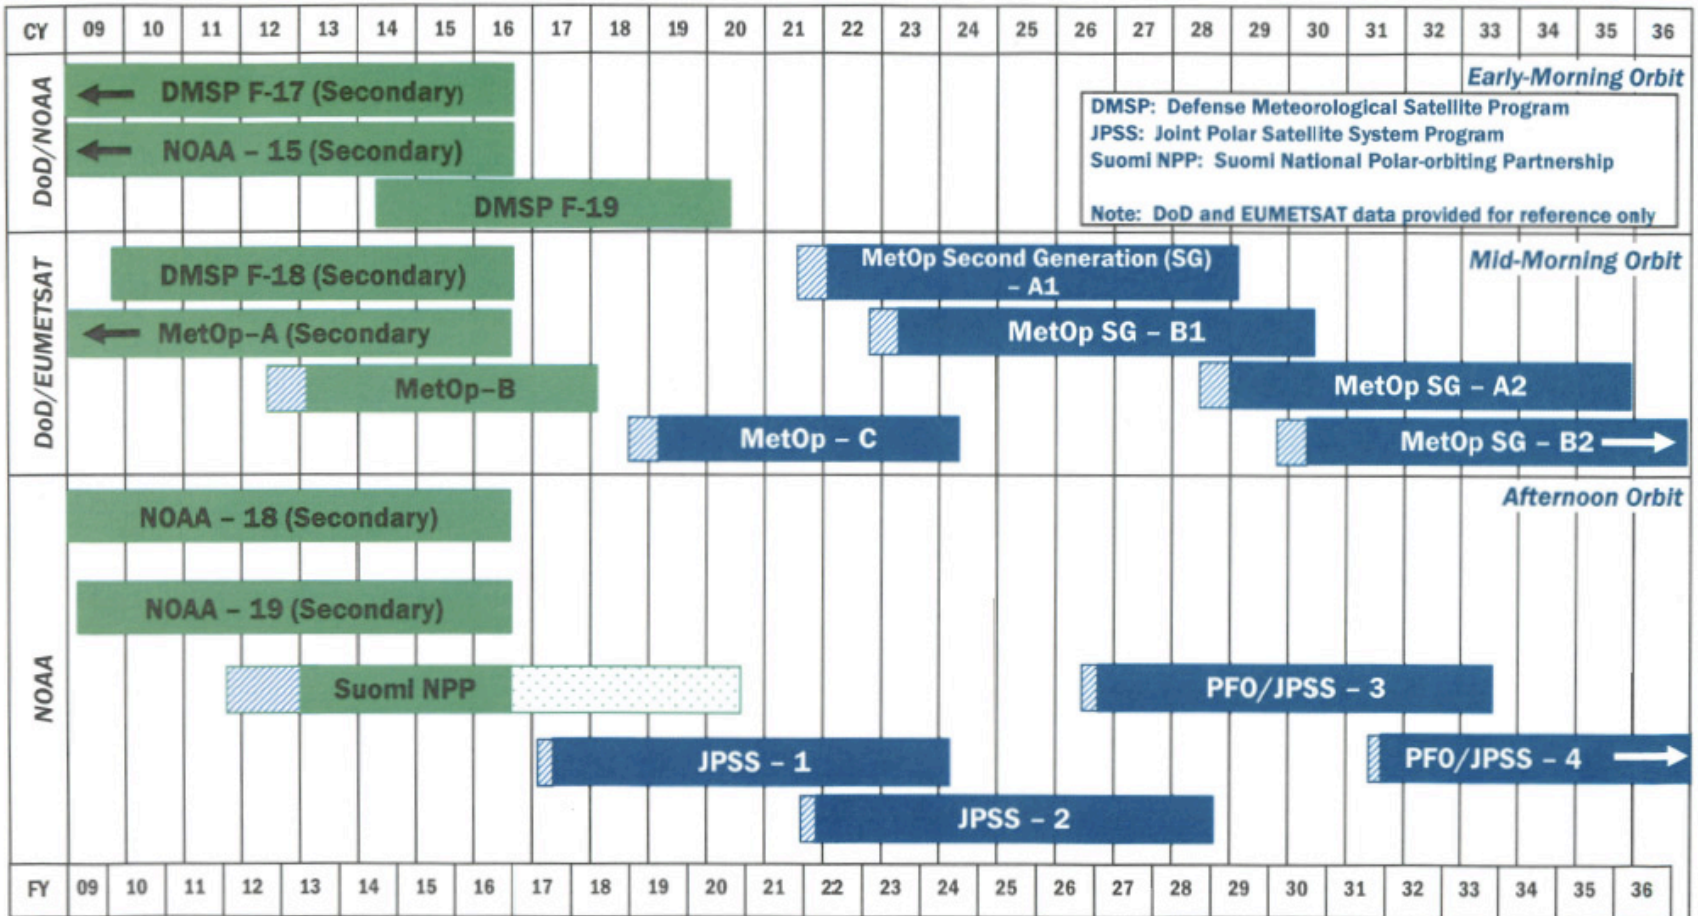 CY 09 10 11 12 13 14 15 16 17 18 19 20 21 22 23 24 25 26 27 28 29 30 31 32 33 34 35 36
DoD/NOAA
Early-Morning Orbit
DMSP F-17 (Secondary)
NOAA – 15 (Secondary)
DMSP F-19
DMSP: Defense Meteorological Satellite Program
JPSS: Joint Polar Satellite System Program
Suomi NPP: Suomi National Polar-orbiting Partnership
Note: DoD and EUMETSAT data provided for reference only
DoD/EUMETSAT
Mid-Morning Orbit
DMSP F-18 (Secondary)
MetOp Second Generation (SG)
– A1
MetOp–A (Secondary
MetOp SG – B1
MetOp–B
MetOp SG – A2
MetOp – C
MetOp SG – B2
NOAA
Afternoon Orbit
NOAA – 18 (Secondary)
NOAA – 19 (Secondary)
Suomi NPP
PFO/JPSS – 3
JPSS – 1
PFO/JPSS – 4
JPSS – 2
FY 09 10 11 12 13 14 15 16 17 18 19 20 21 22 23 24 25 26 27 28 29 30 31 32 33 34 35 36